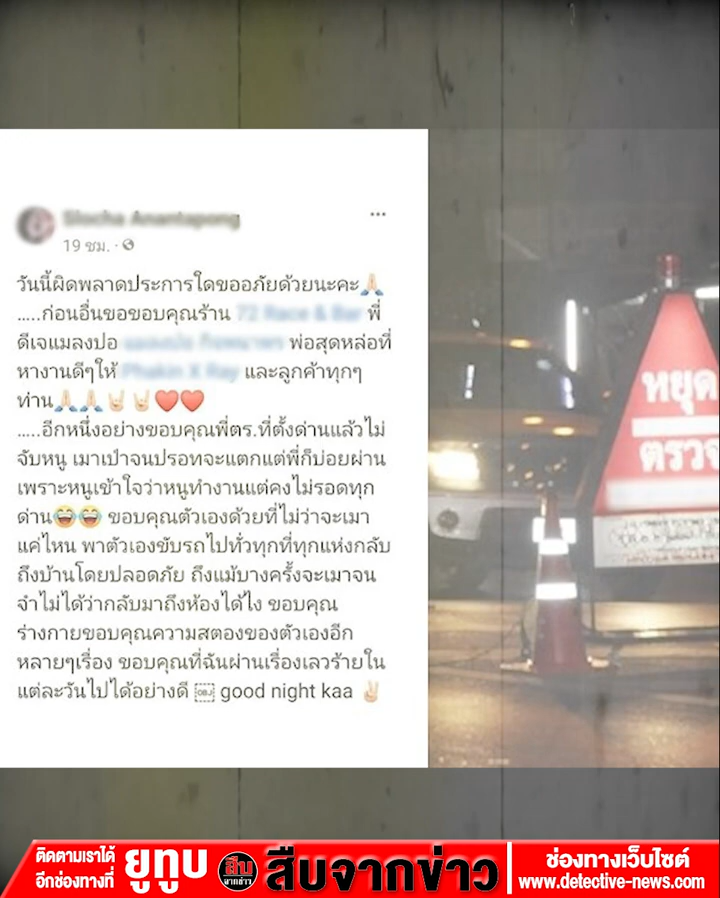 19 ชม. ·
วันนี้ผิดพลาดประการใดขออภัยด้วยนะคะ🙏🏻
.....ก่อนอื่นขอขอบคุณร้าน 72 Race & Bar พี่
ดีเจแมลงปอ
พ่อสุดหล่อที่
หางานดีๆให้ Phakin X Ray และลูกค้าทุกๆ
ท่าน🙏🏻🙏🏻🤘🏻🤘🏻❤️❤️
.....อีกหนึ่งอย่างขอบคุณพี่ตร.ที่ตั้งด่านแล้วไม่
จับหนู เมาเป่าจนปรอทจะแตกแต่พี่ก็ปล่อยผ่าน
เพราะหนูเข้าใจว่าหนูทำงานแต่คงไม่รอดทุก
ด่าน😂😂 ขอบคุณตัวเองด้วยที่ไม่ว่าจะเมา
แค่ไหน พาตัวเองขับรถไปทั่วทุกที่ทุกแห่งกลับ
ถึงบ้านโดยปลอดภัย ถึงแม้บางครั้งจะเมาจน
จำไม่ได้ว่ากลับมาถึงห้องได้ไง ขอบคุณ
ร่างกายขอบคุณความสตองของตัวเองอีก
หลายๆเรื่อง ขอบคุณที่ฉันผ่านเรื่องเลวร้ายใน
แต่ละวันไปได้อย่างดี ￼ good night kaa ✌🏻
หยุด
ตรวจ
ติดตามเราได้
อีกช่องทางที่
ยูทูบ
สืบ
จากข่าว
สืบจากข่าว
ช่องทางเว็บไซต์
www.detective-news.com